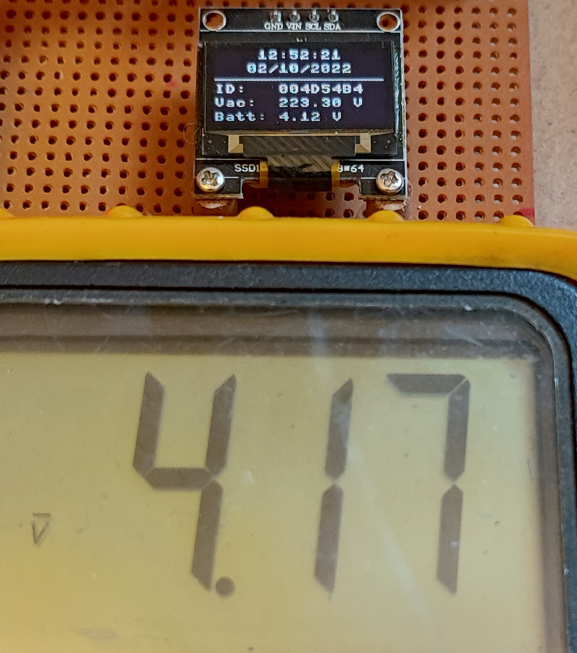 GND VIN SCL SDA
12:52:21
02/10/2022
ID: 004D54B4
Vac: 223.30 V
Batt: 4.12 V
4.17
V